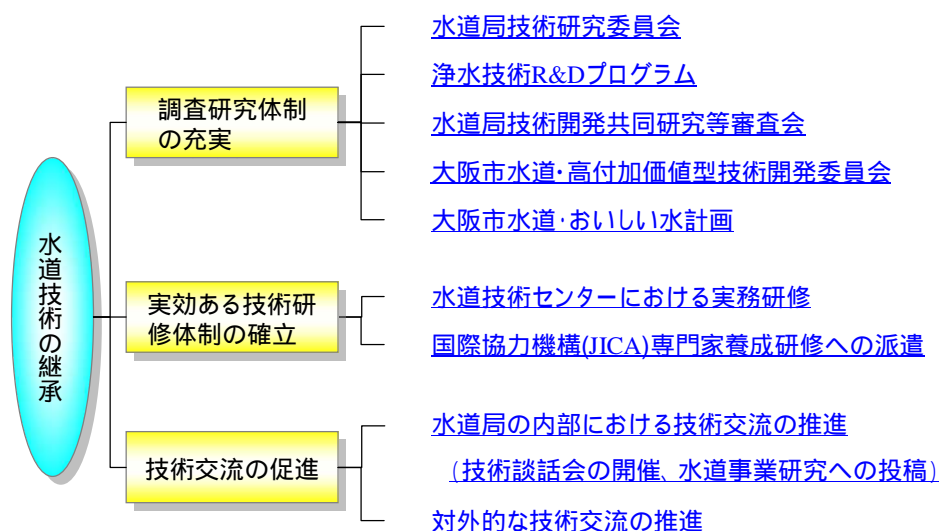 水道技術の継承
調査研究体制
の充実
水道局技術研究委員会
浄水技術R&Dプログラム
水道局技術開発共同研究等審査会
大阪市水道・高付加価値型技術開発委員会
大阪市水道・おいしい水計画
実効ある技術研
修体制の確立
水道技術センターにおける実務研修
国際協力機構(JICA)専門家養成研修への派遣
技術交流の促進
水道局の内部における技術交流の推進
(技術談話会の開催、水道事業研究への投稿)
対外的な技術交流の推進